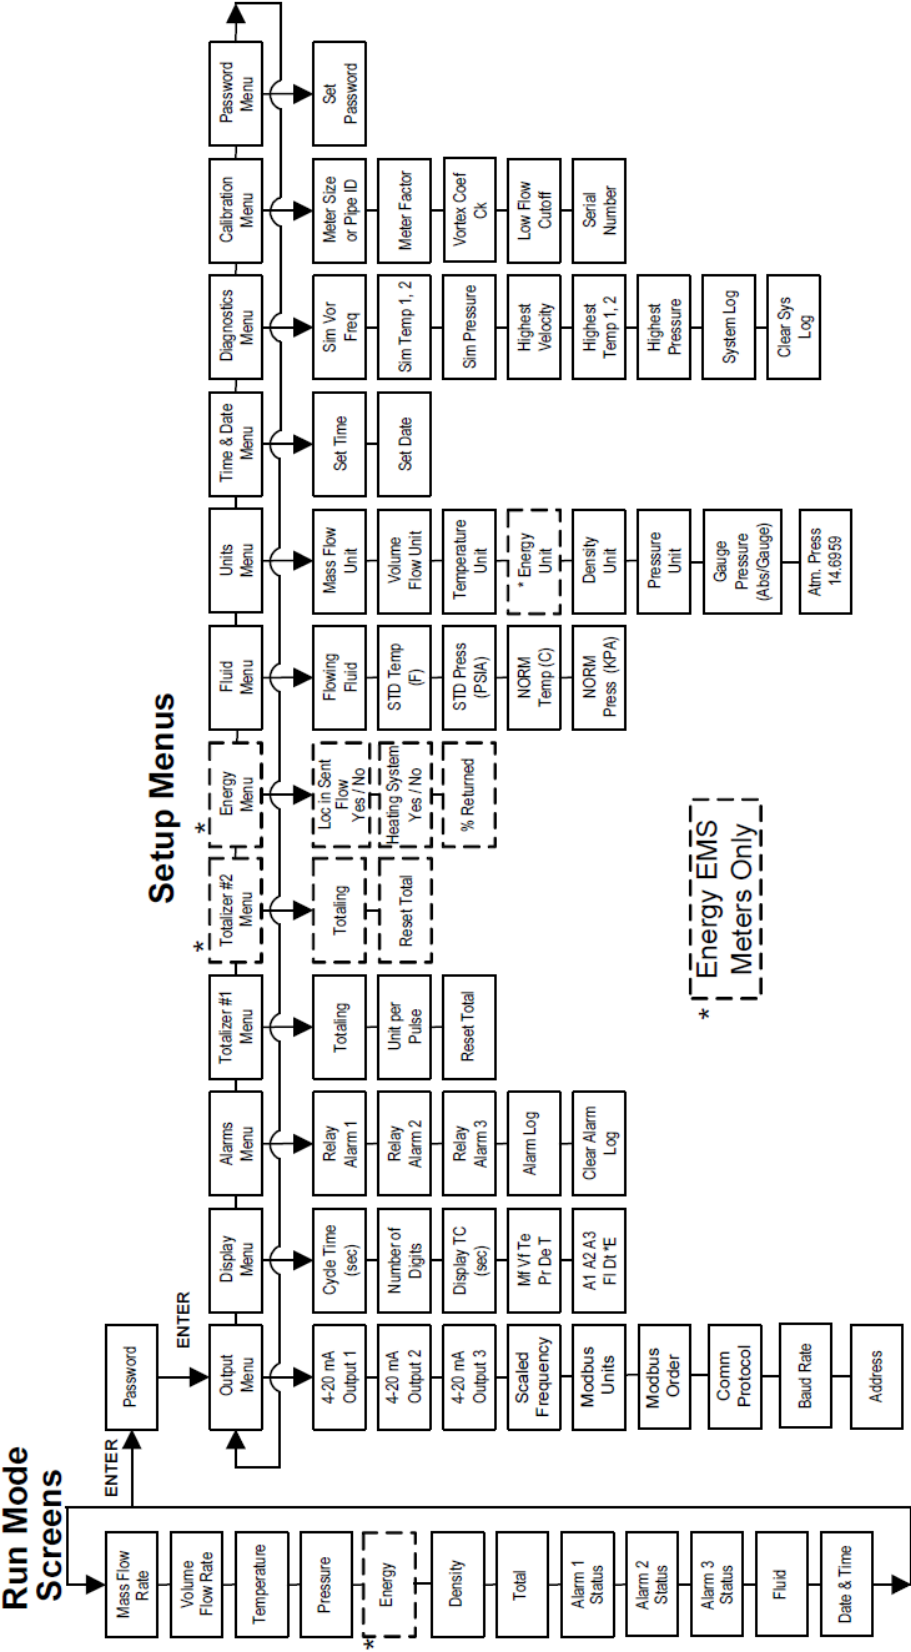 Run Mode
Screens
Mass Flow
Rate
Volume
Flow Rate
Temperature
Pressure
*
Energy
Density
Total
Alarm 1
Status
Alarm 2
Status
Alarm 3
Status
Fluid
Date & Time
ENTER
Password
ENTER
Setup Menus
Output
Menu
4-20 mA
Output 1
4-20 mA
Output 2
4-20 mA
Output 3
Scaled
Frequency
Modbus
Units
Modbus
Order
Comm
Protocol
Baud Rate
Address
Display
Menu
Cycle Time
(sec)
Number of
Digits
Display TC
(sec)
Mf Vf Te
Pr De T
A1 A2 A3
Fl Dt *E
Alarms
Menu
Relay
Alarm 1
Relay
Alarm 2
Relay
Alarm 3
Alarm Log
Clear Alarm
Log
Totalizer #1
Menu
Totaling
Unit per
Pulse
Reset Total
*
Totalizer #2
Menu
Totaling
Reset Total
*
Energy
Menu
Loc in Sent
Flow
Yes / No
Heating System
Yes / No
% Returned
Fluid
Menu
Flowing
Fluid
STD Temp
(F)
STD Press
(PSIA)
NORM
Temp (C)
NORM
Press (KPA)
Units
Menu
Mass Flow
Unit
Volume
Flow Unit
Temperature
Unit
* Energy
Unit
Density
Unit
Pressure
Unit
Gauge
Pressure
(Abs/Gauge)
Atm. Press
14.6959
Time & Date
Menu
Set Time
Set Date
Diagnostics
Menu
Sim Vor
Freq
Sim Temp 1, 2
Sim Pressure
Highest
Velocity
Highest
Temp 1, 2
Highest
Pressure
System Log
Clear Sys
Log
Calibration
Menu
Meter Size
or Pipe ID
Meter Factor
Vortex Coef
Ck
Low Flow
Cutoff
Serial
Number
Password
Menu
Set
Password
*
Energy EMS
Meters Only